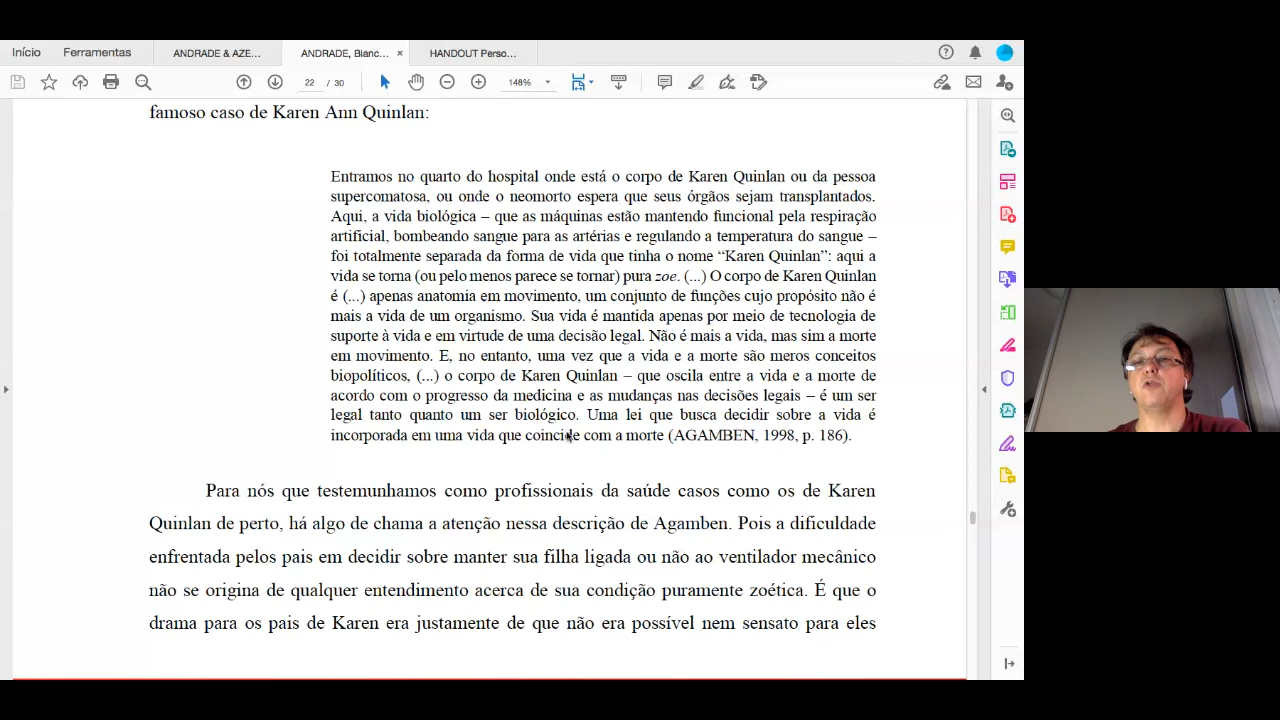 Início Ferramentas ANDRADE & AZE... ANDRADE, Bianc... × HANDOUT Perso...
22 / 30 148%
famoso caso de Karen Ann Quinlan:
Entramos no quarto do hospital onde está o corpo de Karen Quinlan ou da pessoa
supercomatosa, ou onde o neomorto espera que seus órgãos sejam transplantados.
Aqui, a vida biológica – que as máquinas estão mantendo funcional pela respiração
artificial, bombeando sangue para as artérias e regulando a temperatura do sangue –
foi totalmente separada da forma de vida que tinha o nome “Karen Quinlan”: aqui a
vida se torna (ou pelo menos parece se tornar) pura zoe. (...) O corpo de Karen Quinlan
é (...) apenas anatomia em movimento, um conjunto de funções cujo propósito não é
mais a vida de um organismo. Sua vida é mantida apenas por meio de tecnologia de
suporte à vida e em virtude de uma decisão legal. Não é mais a vida, mas sim a morte
em movimento. E, no entanto, uma vez que a vida e a morte são meros conceitos
biopolíticos, (...) o corpo de Karen Quinlan – que oscila entre a vida e a morte de
acordo com o progresso da medicina e as mudanças nas decisões legais – é um ser
legal tanto quanto um ser biológico. Uma lei que busca decidir sobre a vida é
incorporada em uma vida que coincide com a morte (AGAMBEN, 1998, p. 186).
Para nós que testemunhamos como profissionais da saúde casos como os de Karen
Quinlan de perto, há algo de chama a atenção nessa descrição de Agamben. Pois a dificuldade
enfrentada pelos pais em decidir sobre manter sua filha ligada ou não ao ventilador mecânico
não se origina de qualquer entendimento acerca de sua condição puramente zoética. É que o
drama para os pais de Karen era justamente de que não era possível nem sensato para eles